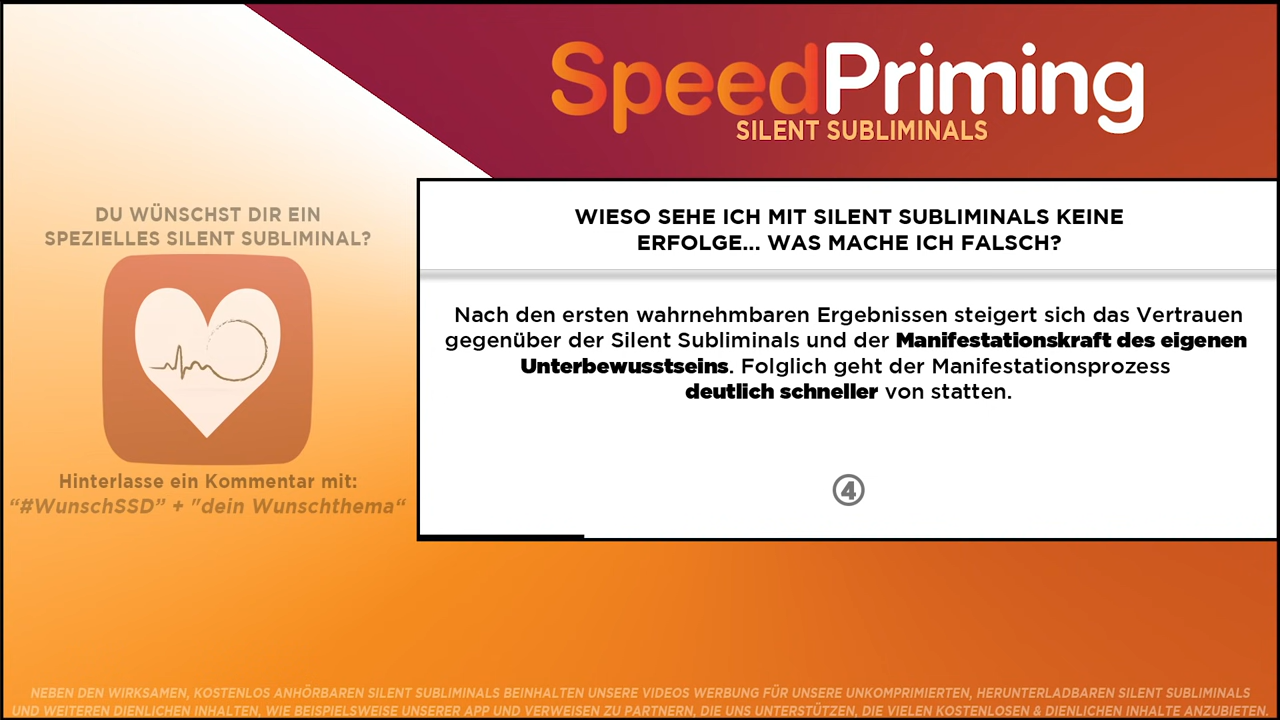 SpeedPriming
SILENT SUBLIMINALS
DU WÜNSCHST DIR EIN
SPEZIELLES SILENT SUBLIMINAL?
Hinterlasse ein Kommentar mit:
“#WunschSSD” + "dein Wunschthema“
WIESO SEHE ICH MIT SILENT SUBLIMINALS KEINE
ERFOLGE... WAS MACHE ICH FALSCH?
Nach den ersten wahrnehmbaren Ergebnissen steigert sich das Vertrauen
gegenüber der Silent Subliminals und der Manifestationskraft des eigenen
Unterbewusstseins. Folglich geht der Manifestationsprozess
deutlich schneller von statten.
4
NEBEN DEN WIRKSAMEN, KOSTENLOS ANHÖRBAREN SILENT SUBLIMINALS BEINHALTEN UNSERE VIDEOS WERBUNG FÜR UNSERE UNKOMPRIMIERTEN, HERUNTERLADBAREN SILENT SUBLIMINALS
UND WEITEREN DIENLICHEN INHALTEN, WIE BEISPIELSWEISE UNSERER APP UND VERWEISEN ZU PARTNERN, DIE UNS UNTERSTÜTZEN, DIE VIELEN KOSTENLOSEN & DIENLICHEN INHALTE ANZUBIETEN.